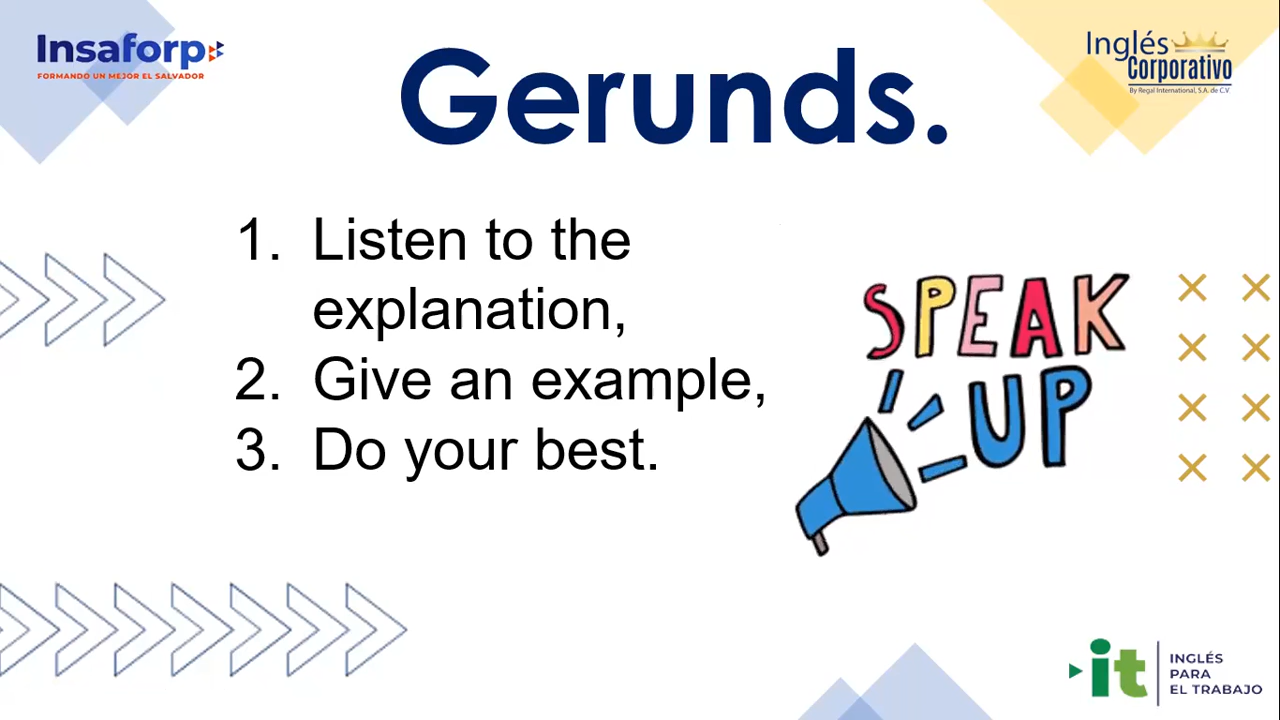 Insaforp
FORMANDO UN MEJOR EL SALVADOR
Gerunds.
Inglés
Corporativo
By Regal International, S.A. de C.V
1. Listen to the
explanation,
2. Give an example,
3. Do your best.
SPEAK
UP
it
INGLÉS
PARA
EL TRABAJO